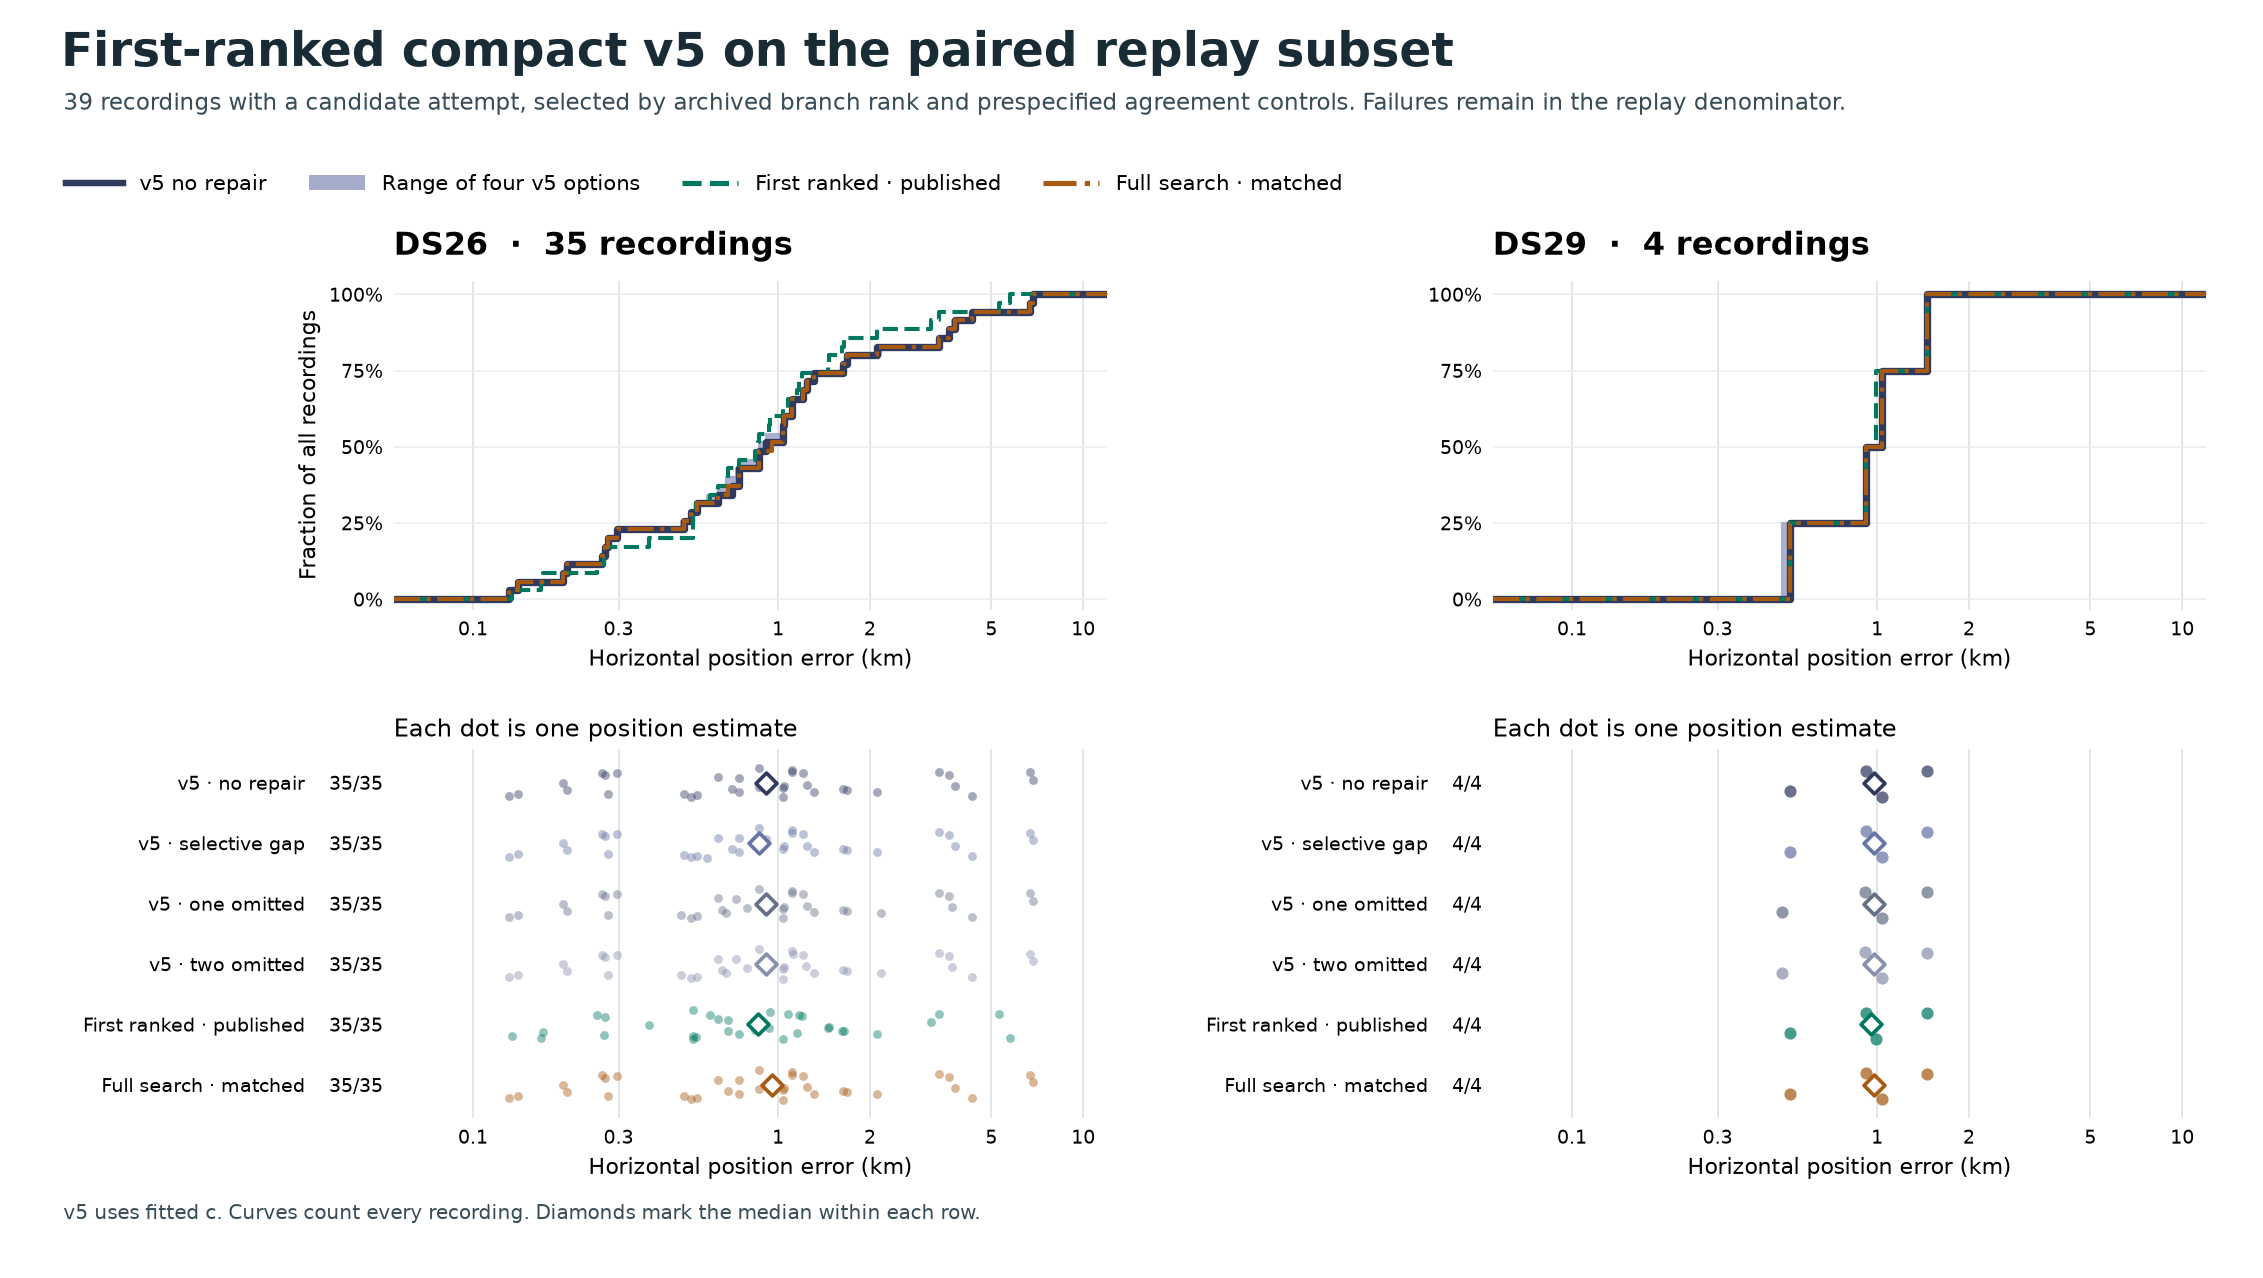 First-ranked compact v5 on the paired replay subset
39 recordings with a candidate attempt, selected by archived branch rank and prespecified agreement controls. Failures remain in the replay denominator.
v5 no repair
Range of four v5 options
First ranked · published
Full search · matched
DS26 · 35 recordings
100%
75%
50%
25%
0%
Fraction of all recordings
0.1 0.3 1 2 5 10
Horizontal position error (km)
DS29 · 4 recordings
100%
75%
50%
25%
0%
0.1 0.3 1 2 5 10
Horizontal position error (km)
Each dot is one position estimate
v5 · no repair 35/35
v5 · selective gap 35/35
v5 · one omitted 35/35
v5 · two omitted 35/35
First ranked · published 35/35
Full search · matched 35/35
0.1 0.3 1 2 5 10
Horizontal position error (km)
Each dot is one position estimate
v5 · no repair 4/4
v5 · selective gap 4/4
v5 · one omitted 4/4
v5 · two omitted 4/4
First ranked · published 4/4
Full search · matched 4/4
0.1 0.3 1 2 5 10
Horizontal position error (km)
v5 uses fitted c. Curves count every recording. Diamonds mark the median within each row.